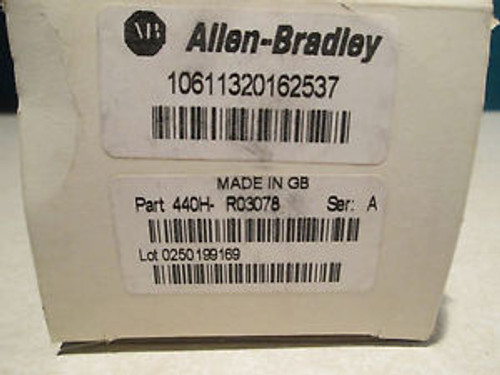 AB Allen-Bradley
10611320162537
MADE IN GB
Part 440H- R03078 Ser: A
Lot 0250199169